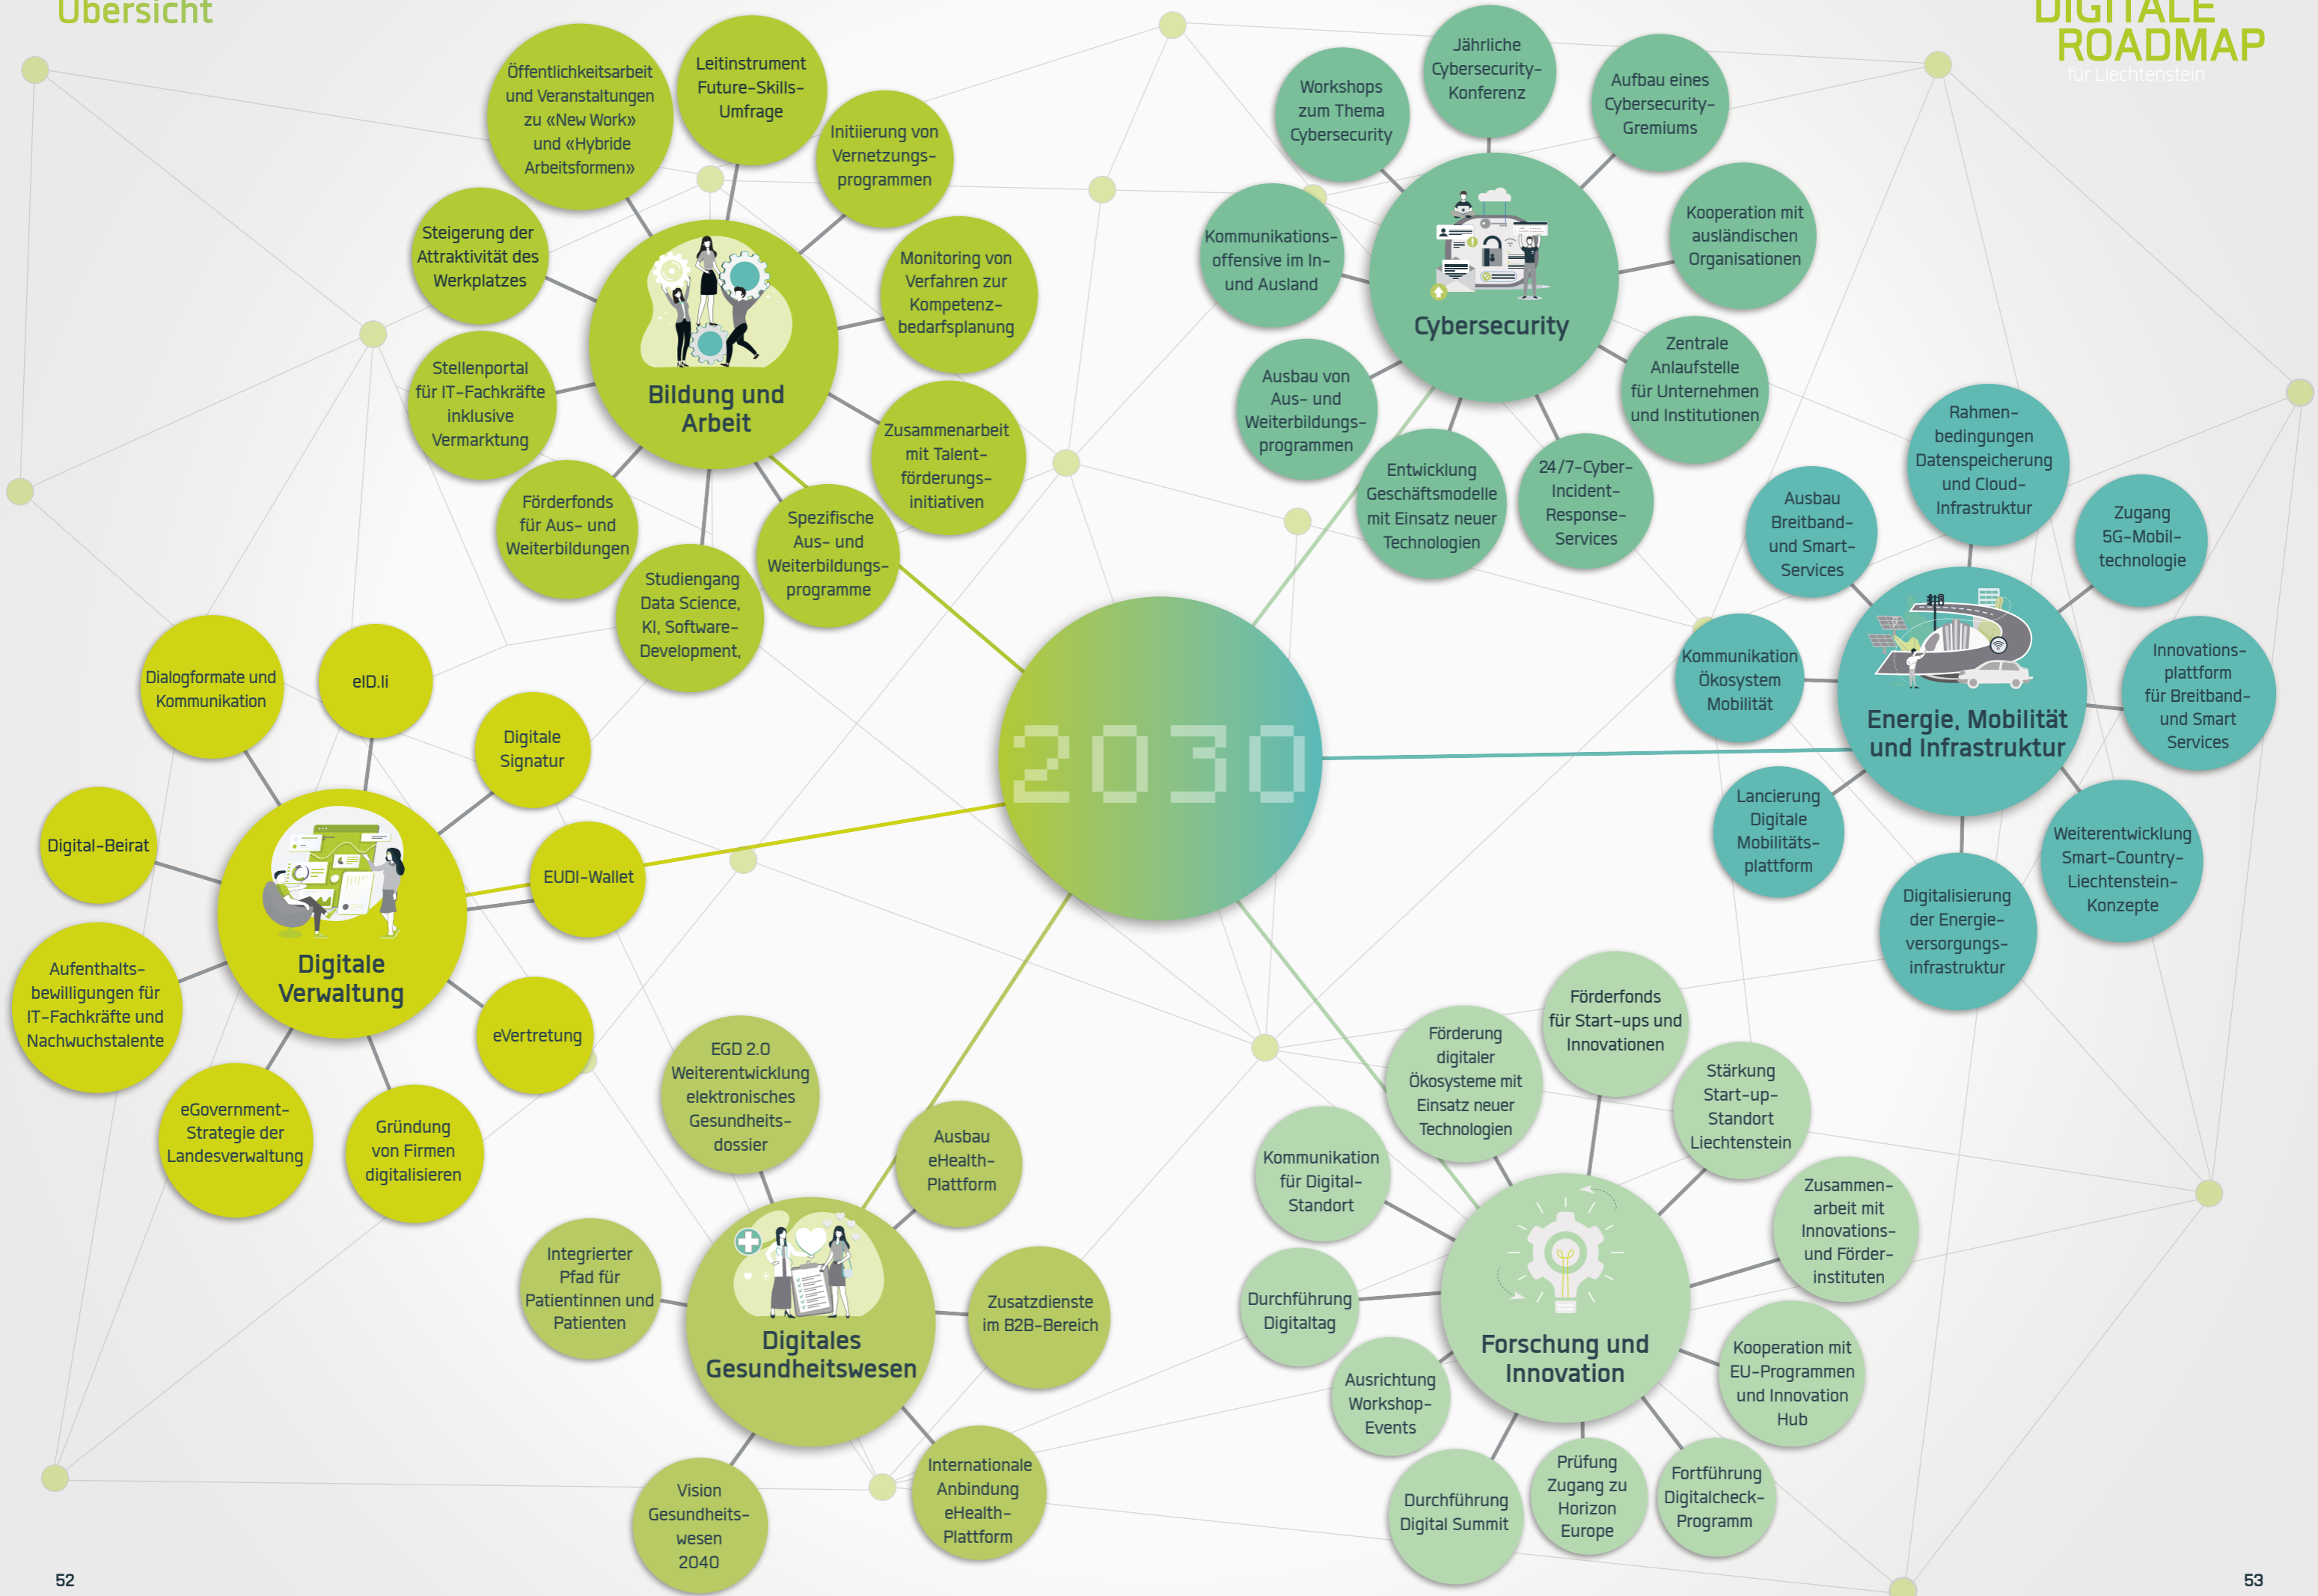 Übersicht
DIGITALE
ROADMAP
für Liechtenstein
Öffentlichkeitsarbeit
und Veranstaltungen
zu «New Work»
und «Hybride
Arbeitsformen»
Leitinstrument
Future-Skills-
Umfrage
Initiierung von
Vernetzungs-
programmen
Monitoring von
Verfahren zur
Kompetenz-
bedarfsplanung
Zusammenarbeit
mit Talent-
förderungs-
initiativen
Spezifische
Aus- und
Weiterbildungs-
programme
Studiengang
Data Science,
KI, Software-
Development,
Förderfonds
für Aus- und
Weiterbildungen
Stellenportal
für IT-Fachkräfte
inklusive
Vermarktung
Steigerung der
Attraktivität des
Werkplatzes
Bildung und
Arbeit
Jährliche
Cybersecurity-
Konferenz
Workshops
zum Thema
Cybersecurity
Aufbau eines
Cybersecurity-
Gremiums
Kooperation mit
ausländischen
Organisationen
Zentrale
Anlaufstelle
für Unternehmen
und Institutionen
24/7-Cyber-
Incident-
Response-
Services
Entwicklung
Geschäftsmodelle
mit Einsatz neuer
Technologien
Ausbau von
Aus- und
Weiterbildungs-
programmen
Kommunikations-
offensive im In-
und Ausland
Cybersecurity
Rahmen-
bedingungen
Datenspeicherung
und Cloud-
Infrastruktur
Ausbau
Breitband-
und Smart-
Services
Zugang
5G-Mobil-
technologie
Innovations-
plattform
für Breitband-
und Smart
Services
Weiterentwicklung
Smart-Country-
Liechtenstein-
Konzepte
Digitalisierung
der Energie-
versorgungs-
infrastruktur
Lancierung
Digitale
Mobilitäts-
plattform
Kommunikation
Ökosystem
Mobilität
Energie, Mobilität
und Infrastruktur
2030
Dialogformate und
Kommunikation
eID.li
Digitale
Signatur
EUDI-Wallet
eVertretung
Gründung
von Firmen
digitalisieren
eGovernment-
Strategie der
Landesverwaltung
Aufenthalts-
bewilligungen für
IT-Fachkräfte und
Nachwuchstalente
Digital-Beirat
Digitale
Verwaltung
EGD 2.0
Weiterentwicklung
elektronisches
Gesundheits-
dossier
Ausbau
eHealth-
Plattform
Zusatzdienste
im B2B-Bereich
Internationale
Anbindung
eHealth-
Plattform
Vision
Gesundheits-
wesen
2040
Integrierter
Pfad für
Patientinnen und
Patienten
Digitales
Gesundheitswesen
Förderfonds
für Start-ups und
Innovationen
Förderung
digitaler
Ökosysteme mit
Einsatz neuer
Technologien
Stärkung
Start-up-
Standort
Liechtenstein
Zusammen-
arbeit mit
Innovations-
und Förder-
instituten
Kooperation mit
EU-Programmen
und Innovation
Hub
Fortführung
Digitalcheck-
Programm
Prüfung
Zugang zu
Horizon
Europe
Durchführung
Digital Summit
Ausrichtung
Workshop-
Events
Durchführung
Digitaltag
Kommunikation
für Digital-
Standort
Forschung und
Innovation
52
53